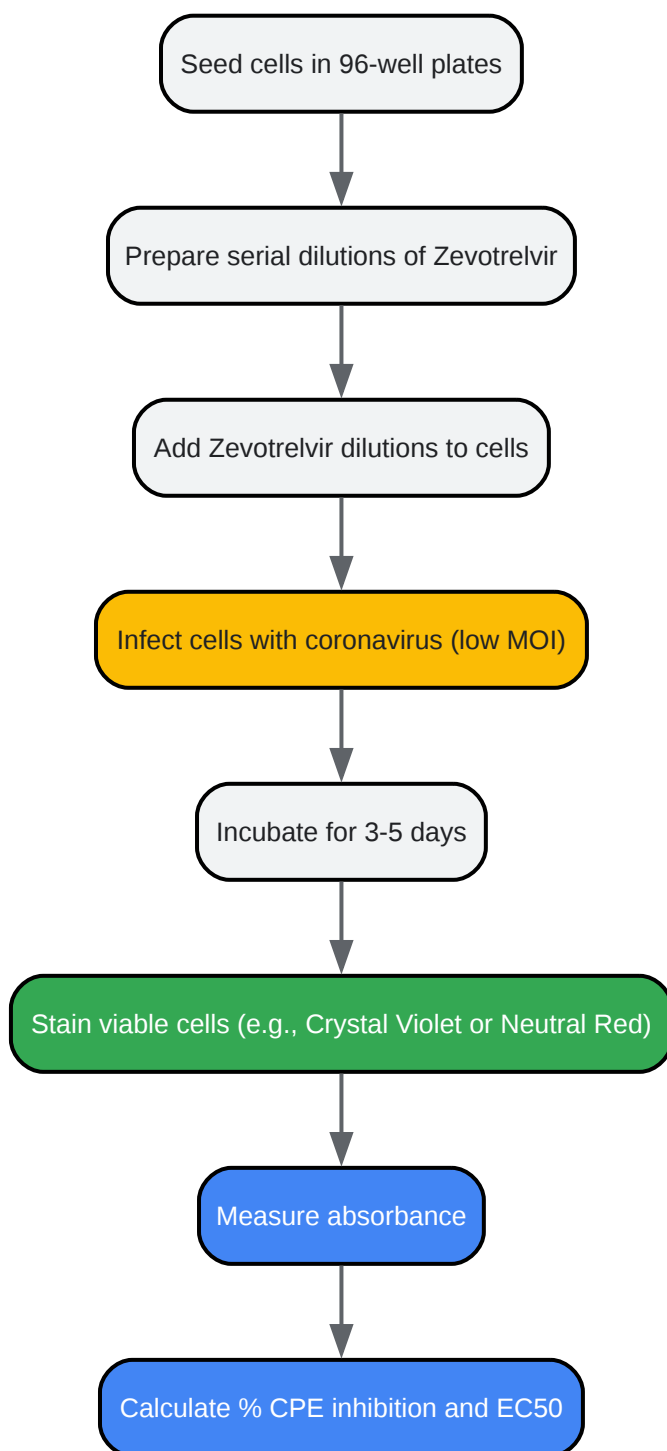 Seed cells in 96-well plates
Prepare serial dilutions of Zevotrelvir
Add Zevotrelvir dilutions to cells
Infect cells with coronavirus (low MOI)
Incubate for 3-5 days
Stain viable cells (e.g., Crystal Violet or Neutral Red)
Measure absorbance
Calculate % CPE inhibition and EC50